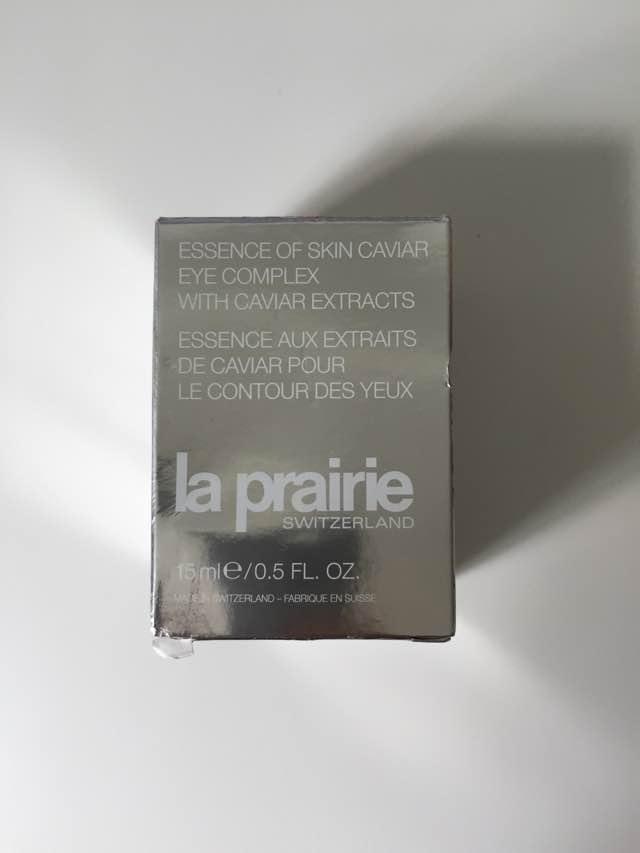 ESSENCE OF SKIN CAVIAR
EYE COMPLEX
WITH CAVIAR EXTRACTS
ESSENCE AUX EXTRAITS
DE CAVIAR POUR
LE CONTOUR DES YEUX
la prairie
SWITZERLAND
15 ml℮/0.5 FL. OZ.
MADE IN SWITZERLAND – FABRIQUE EN SUISSE